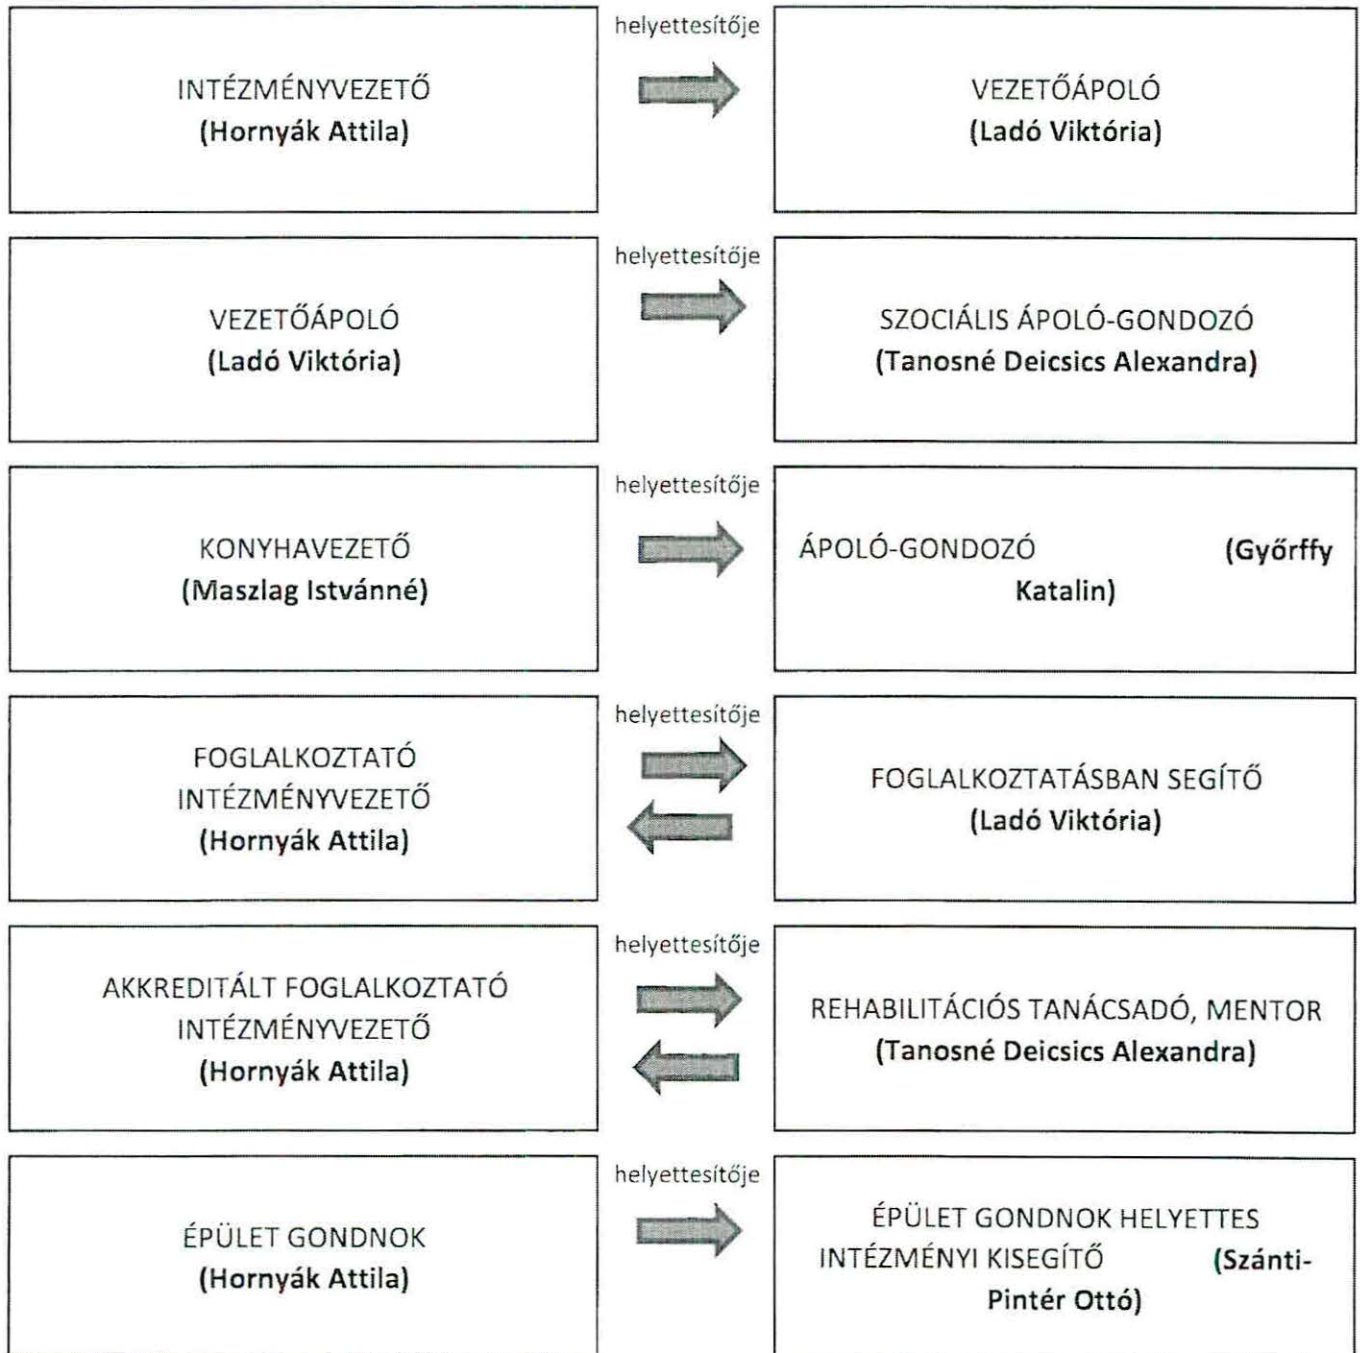 helyettesítője
INTÉZMÉNYVEZETŐ
(Hornyák Attila)
VEZETŐÁPOLÓ
(Ladó Viktória)
helyettesítője
VEZETŐÁPOLÓ
(Ladó Viktória)
SZOCIÁLIS ÁPOLÓ-GONDOZÓ
(Tanosné Deicsics Alexandra)
helyettesítője
KONYHAVEZETŐ
(Maszlag Istvánné)
ÁPOLÓ-GONDOZÓ (Győrffy
Katalin)
helyettesítője
FOGLALKOZTATÓ
INTÉZMÉNYVEZETŐ
(Hornyák Attila)
FOGLALKOZTATÁSBAN SEGÍTŐ
(Ladó Viktória)
helyettesítője
AKKREDITÁLT FOGLALKOZTATÓ
INTÉZMÉNYVEZETŐ
(Hornyák Attila)
REHABILITÁCIÓS TANÁCSADÓ, MENTOR
(Tanosné Deicsics Alexandra)
helyettesítője
ÉPÜLET GONDNOK
(Hornyák Attila)
ÉPÜLET GONDNOK HELYETTES
INTÉZMÉNYI KISEGÍTŐ (Szánti-
Pintér Ottó)